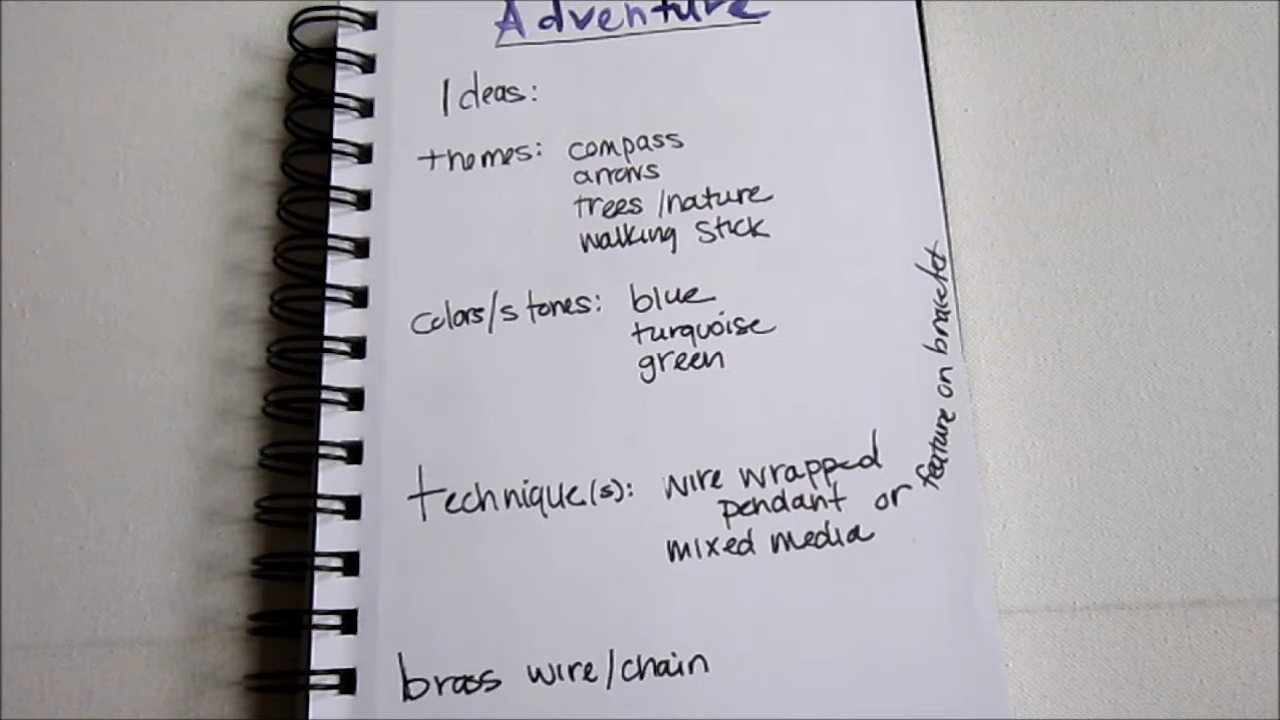 Adventure
Ideas:
themes: compass
arrows
trees/nature
walking stick
colors/stones: blue
turquoise
green
technique(s): wire wrapped
pendant or feature on bracelet
mixed media
brass wire/chain